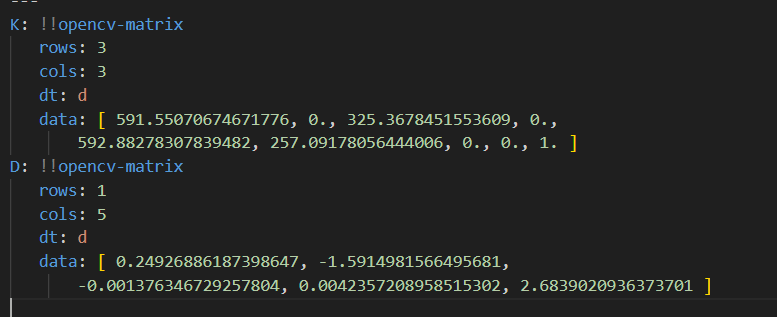 ---
K: !!opencv-matrix
rows: 3
cols: 3
dt: d
data: [ 591.55070674671776, 0., 325.3678451553609, 0.,
592.88278307839482, 257.09178056444006, 0., 0., 1. ]
D: !!opencv-matrix
rows: 1
cols: 5
dt: d
data: [ 0.24926886187398647, -1.5914981566495681,
-0.001376346729257804, 0.0042357208958515302, 2.6839020936373701 ]